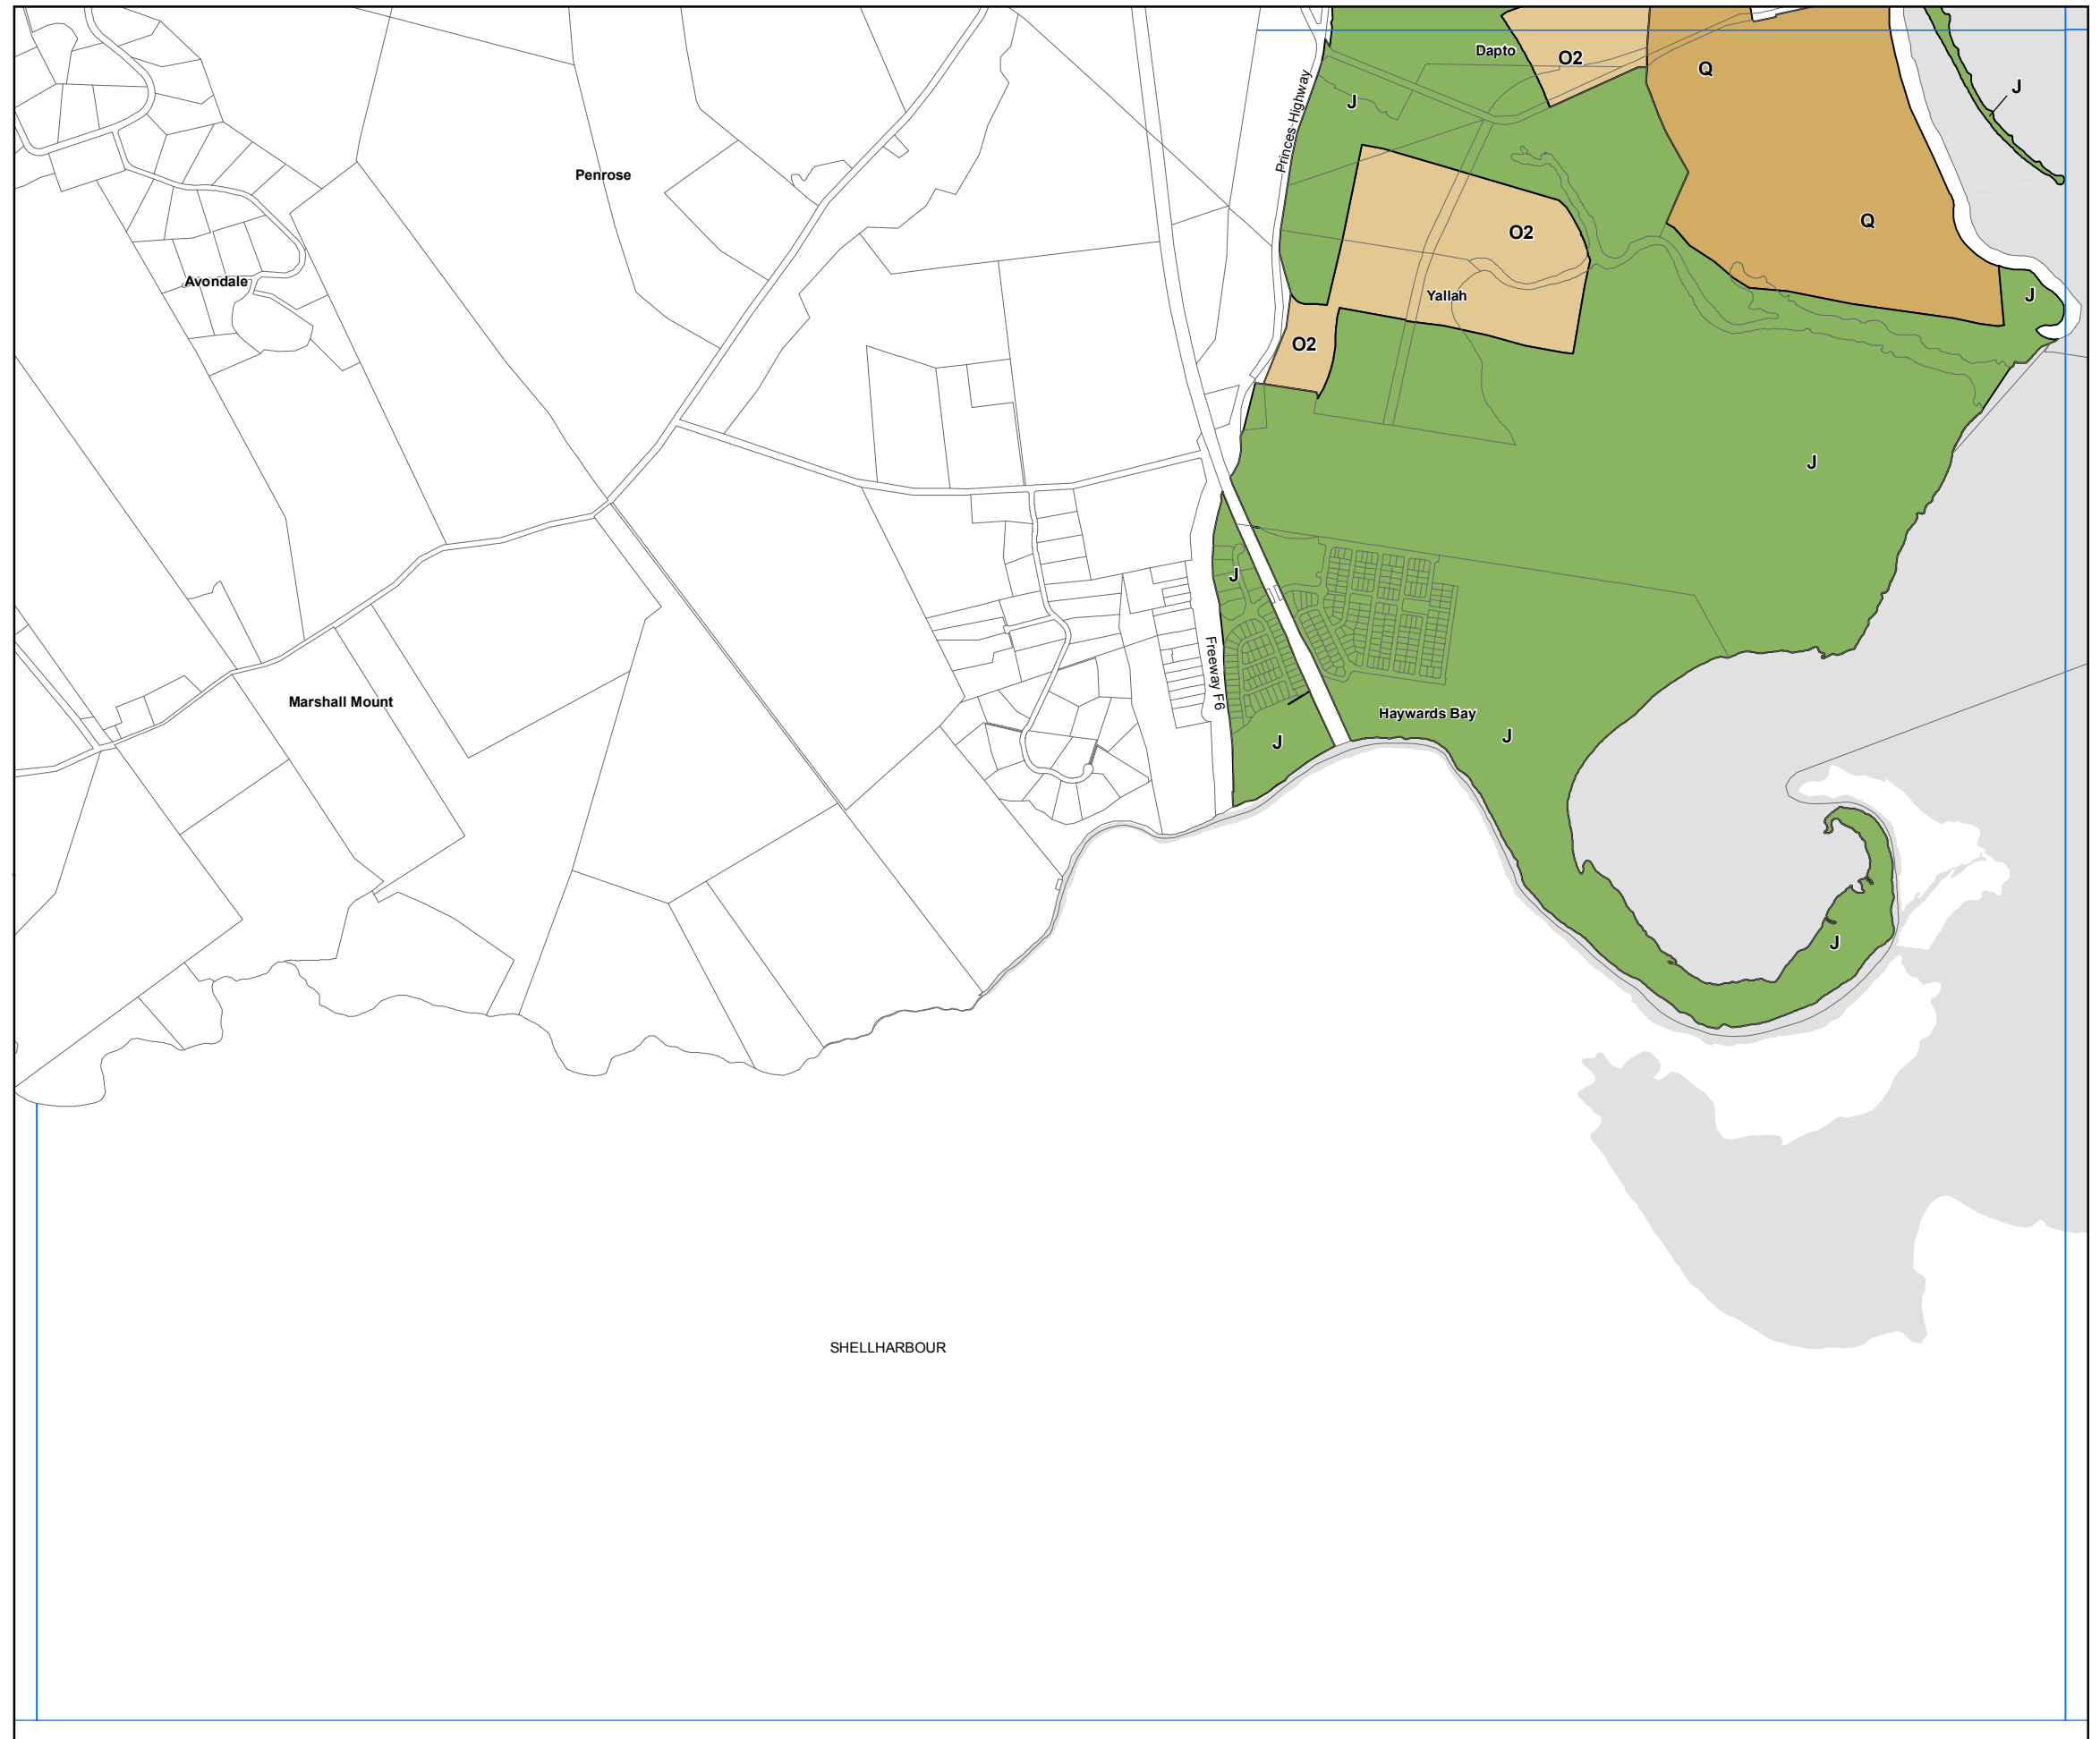 Dapto
O2
Q
J
J
Princes Highway
Penrose
Q
O2
Avondale
Yallah
J
O2
J
J
Freeway F6
Marshall Mount
Haywards Bay
J
J
J
SHELLHARBOUR